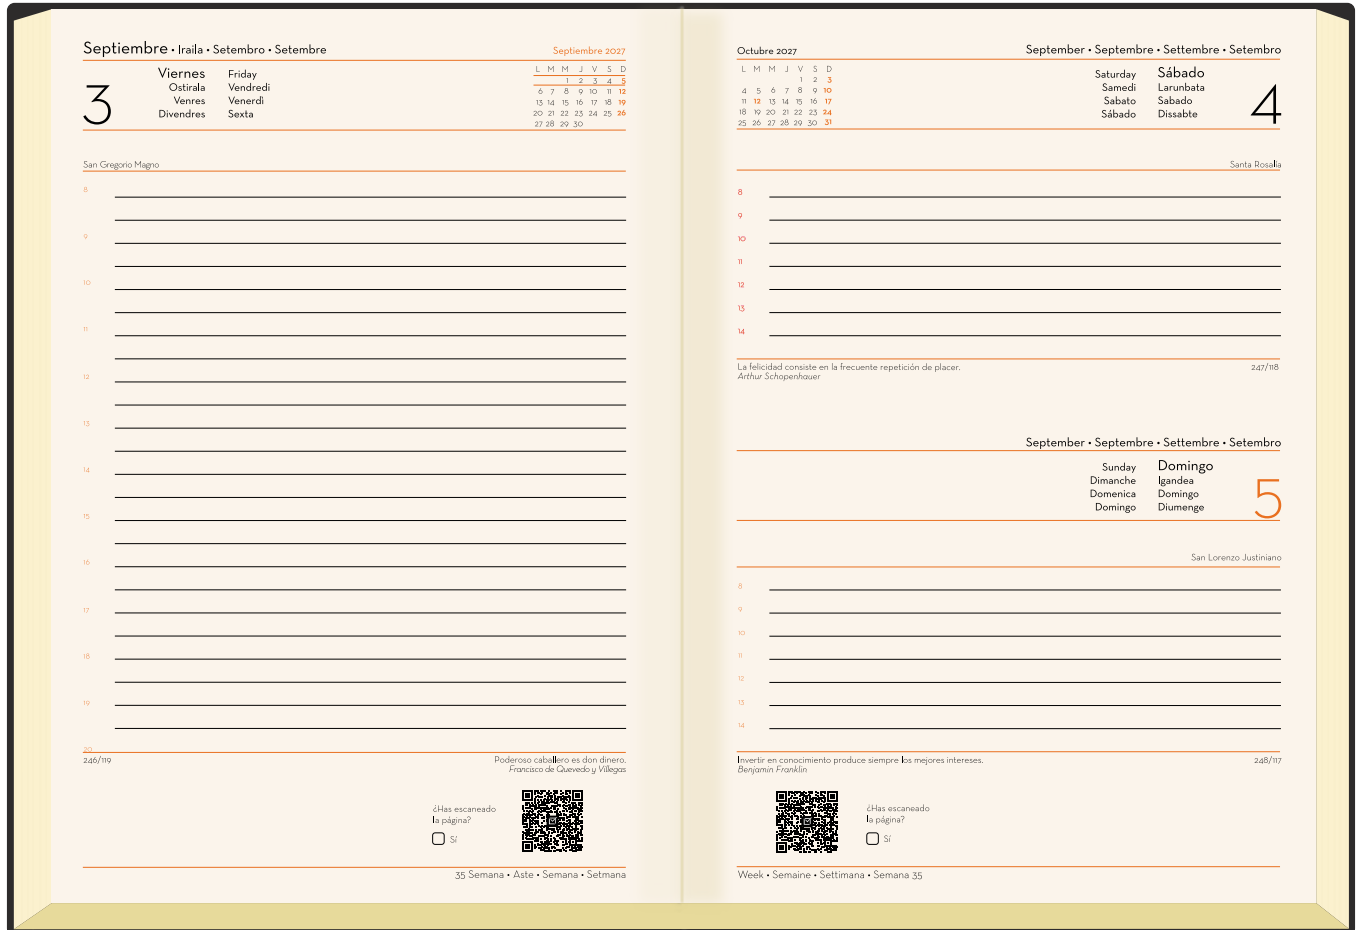 Septiembre • Iraila • Setembro • Setembre
Septiembre 2027
3
Viernes Friday
Ostirala Vendredi
Venres Venerdì
Divendres Sexta
L M M J V S D
1 2 3 4 5
6 7 8 9 10 11 12
13 14 15 16 17 18 19
20 21 22 23 24 25 26
27 28 29 30
San Gregorio Magno
8
9
10
11
12
13
14
15
16
17
18
19
20
246/119
Poderoso caballero es don dinero.
Francisco de Quevedo y Villegas
¿Has escaneado
la página?
Sí
35 Semana • Aste • Semana • Setmana
Octubre 2027
September • Septembre • Settembre • Setembro
L M M J V S D
1 2 3
4 5 6 7 8 9 10
11 12 13 14 15 16 17
18 19 20 21 22 23 24
25 26 27 28 29 30 31
Saturday Sábado
Samedi Larunbata
Sabato Sabado
Sábado Dissabte
4
Santa Rosalía
8
9
10
11
12
13
14
La felicidad consiste en la frecuente repetición de placer.
Arthur Schopenhauer
247/118
September • Septembre • Settembre • Setembro
Sunday Domingo
Dimanche Igandea
Domenica Domingo
Domingo Diumenge
5
San Lorenzo Justiniano
8
9
10
11
12
13
14
Invertir en conocimiento produce siempre los mejores intereses.
Benjamin Franklin
248/117
¿Has escaneado
la página?
Sí
Week • Semaine • Settimana • Semana 35